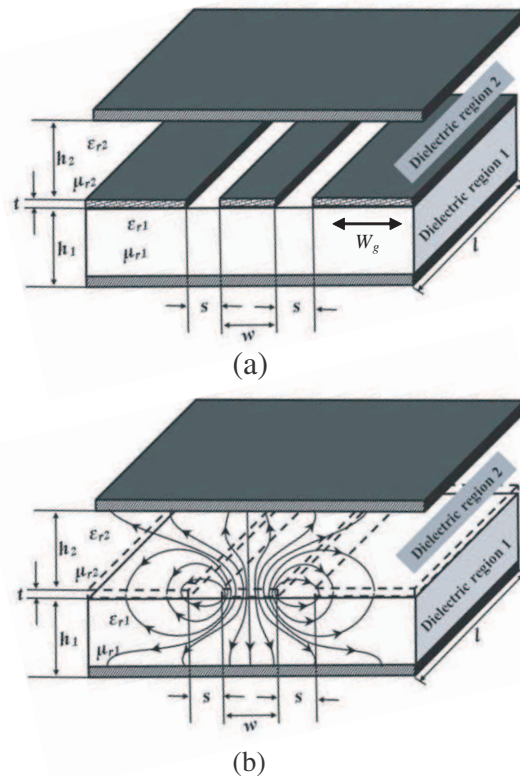 εr2
h2
μr2
t
εr1
h1
μr1
Wg
Dielectric region 2
Dielectric region 1
l
s
s
w
(a)
εr2
h2
μr2
t
εr1
h1
μr1
Dielectric region 2
Dielectric region 1
l
s
s
w
(b)